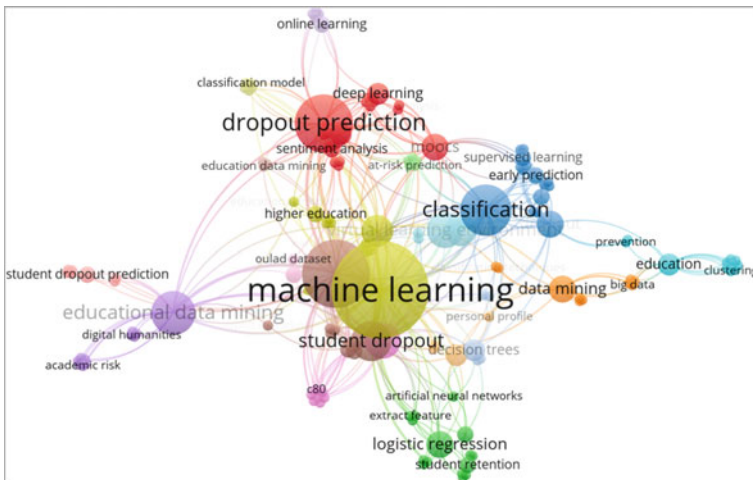 online learning
classification model
deep learning
dropout prediction
sentiment analysis
moocs
education data mining
at-risk prediction
supervised learning
early prediction
higher education
classification
virtual learning environment
prevention
oulad dataset
education
clustering
student dropout prediction
machine learning
data mining
big data
educational data mining
personal profile
digital humanities
student dropout
decision trees
academic risk
c80
artificial neural networks
extract feature
logistic regression
student retention